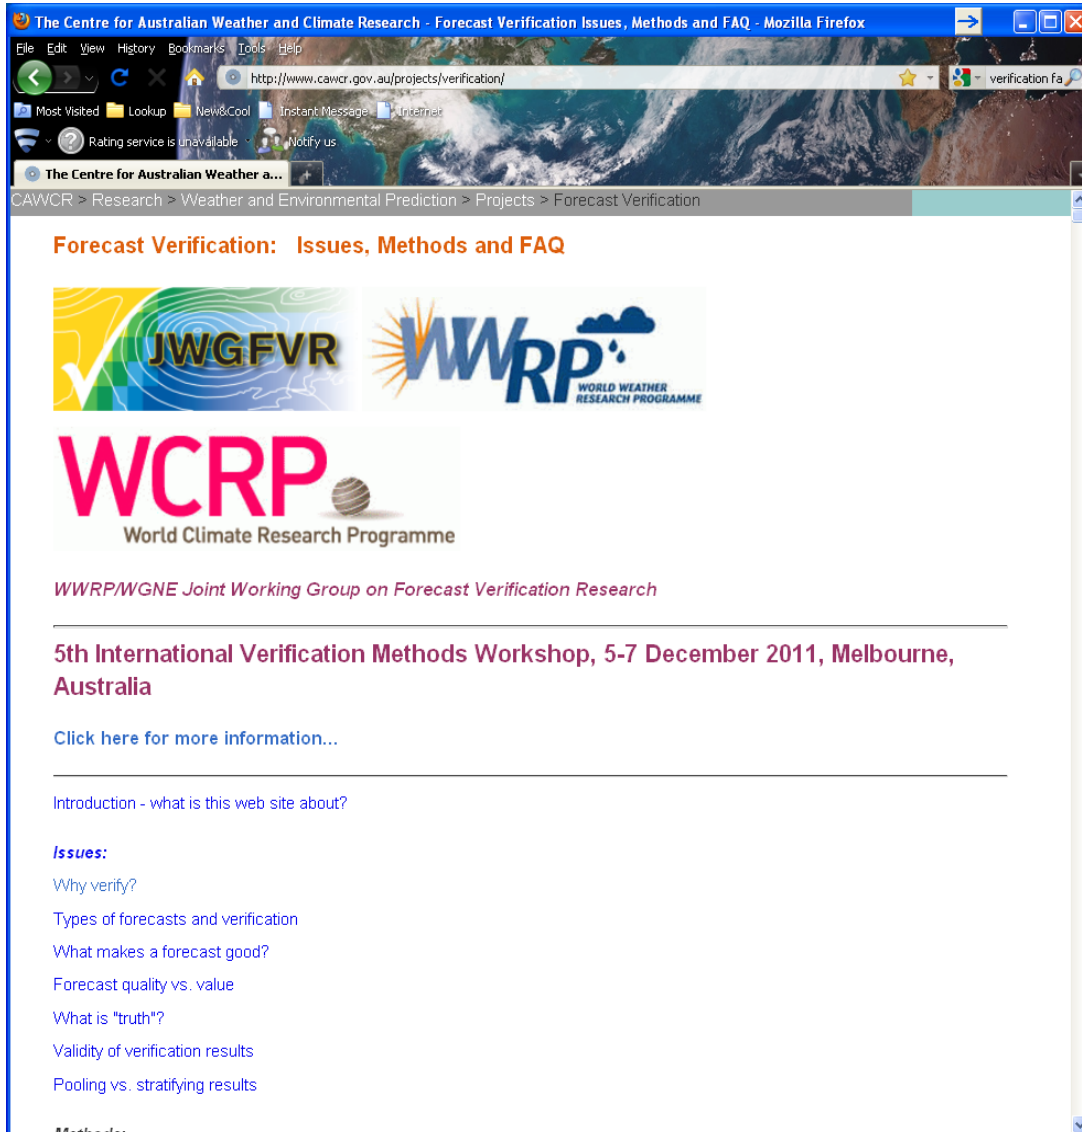 The Centre for Australian Weather and Climate Research - Forecast Verification Issues, Methods and FAQ - Mozilla Firefox
File Edit View History Bookmarks Tools Help
http://www.cawcr.gov.au/projects/verification/
verification fa
Most Visited Lookup New&Cool Instant Message Internet
Rating service is unavailable Notify us
The Centre for Australian Weather a...
CAWCR > Research > Weather and Environmental Prediction > Projects > Forecast Verification
Forecast Verification: Issues, Methods and FAQ
JWGFVR
WWRP
WORLD WEATHER
RESEARCH PROGRAMME
WCRP
World Climate Research Programme
WWRP/WGNE Joint Working Group on Forecast Verification Research
5th International Verification Methods Workshop, 5-7 December 2011, Melbourne,
Australia
Click here for more information...
Introduction - what is this web site about?
Issues:
Why verify?
Types of forecasts and verification
What makes a forecast good?
Forecast quality vs. value
What is "truth"?
Validity of verification results
Pooling vs. stratifying results
Methods: